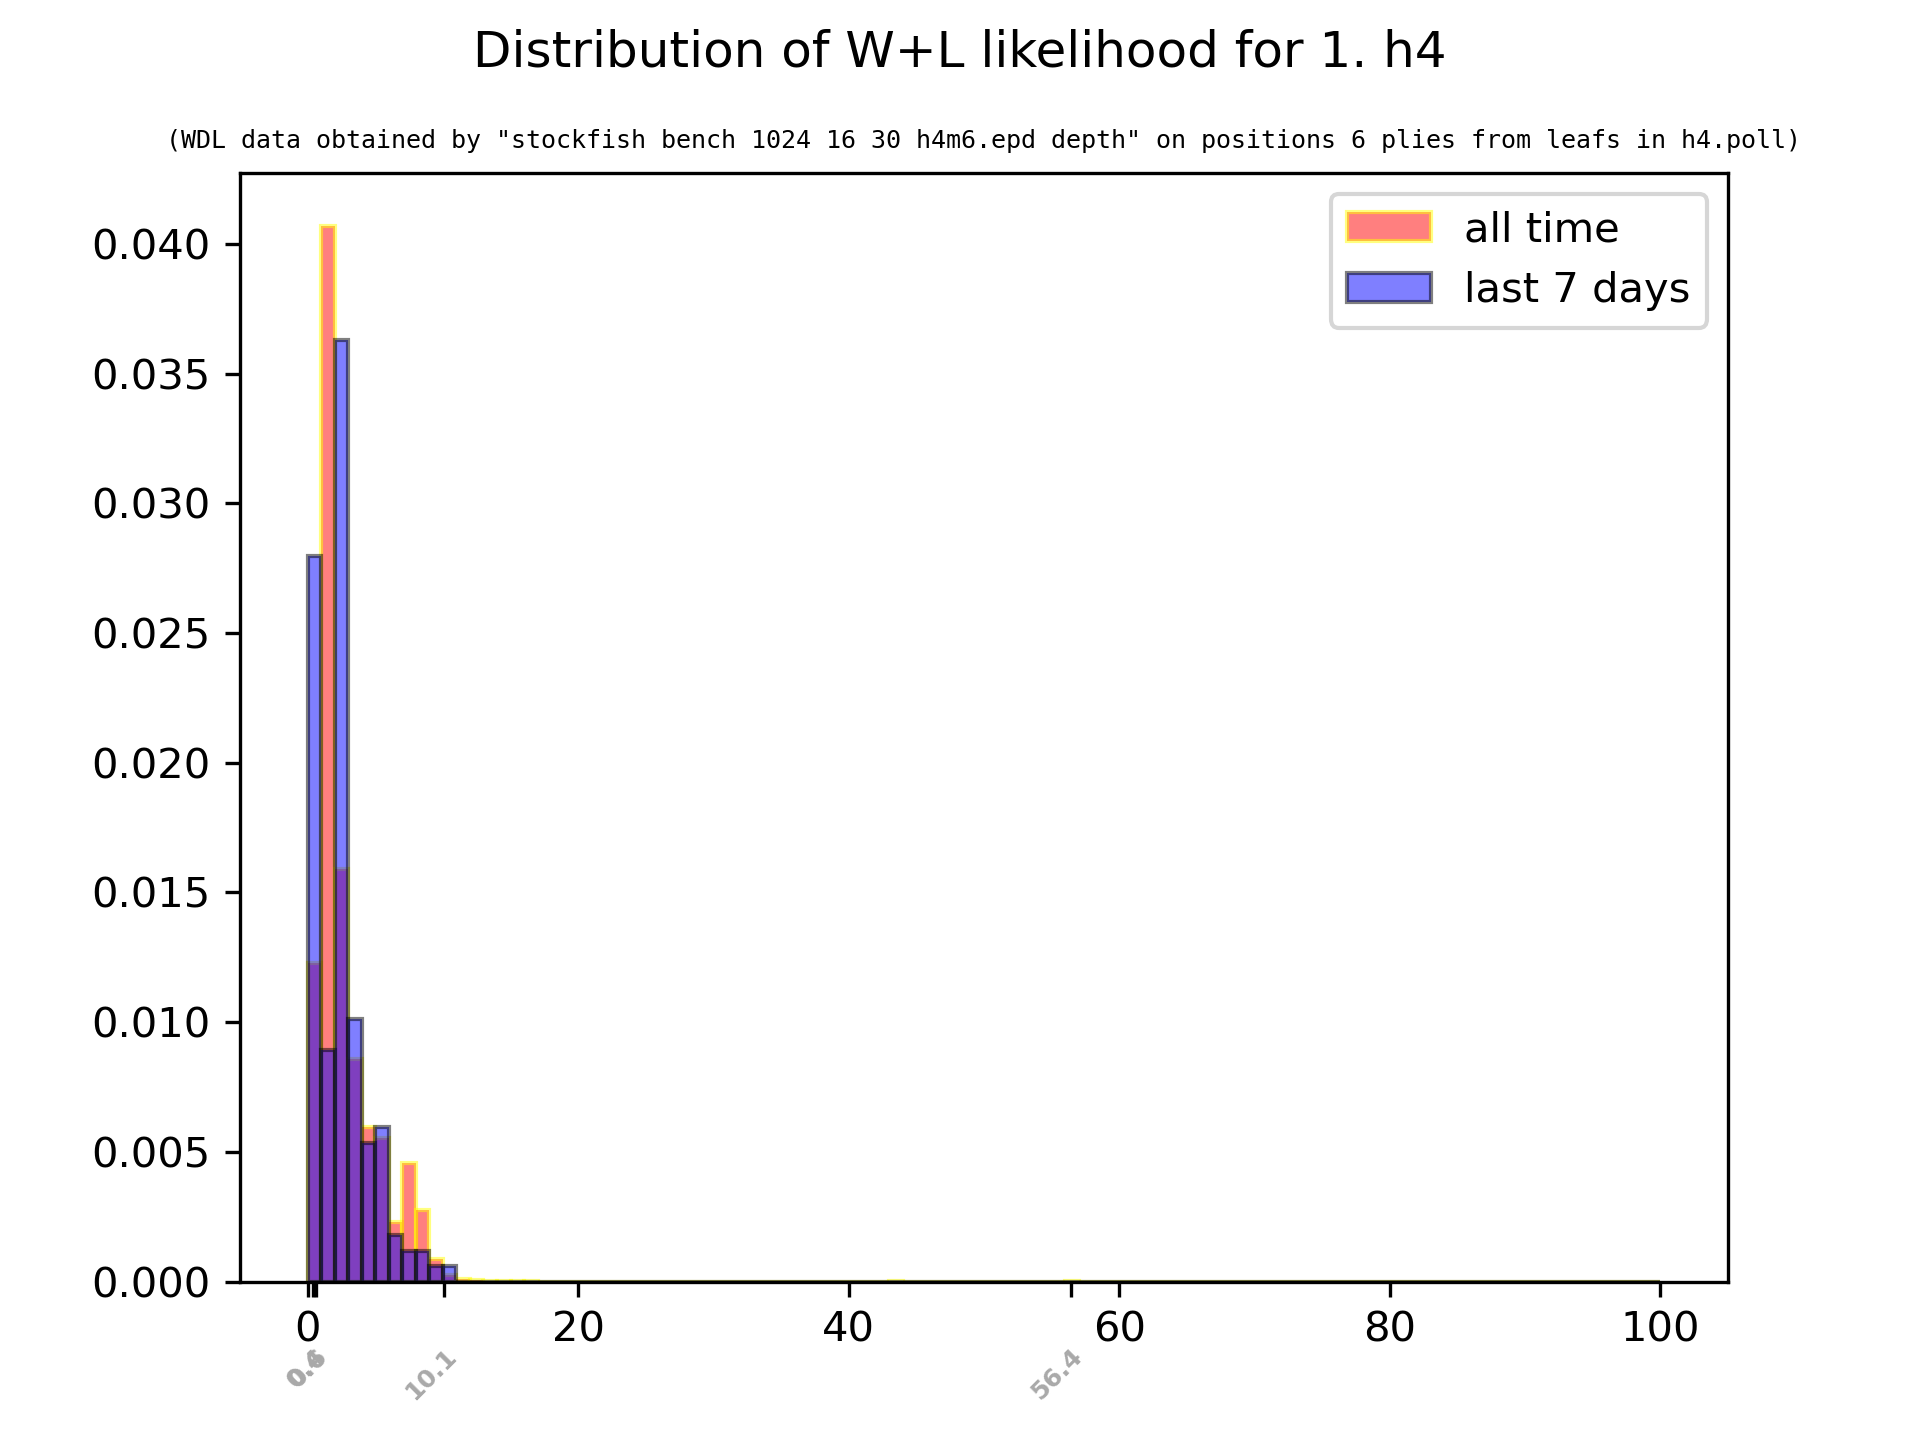 Distribution of W+L likelihood for 1. h4
(WDL data obtained by "stockfish bench 1024 16 30 h4m6.epd depth" on positions 6 plies from leafs in h4.poll)
all time
last 7 days
0.040
0.035
0.030
0.025
0.020
0.015
0.010
0.005
0.000
0 20 40 60 80 100
10.1 56.4